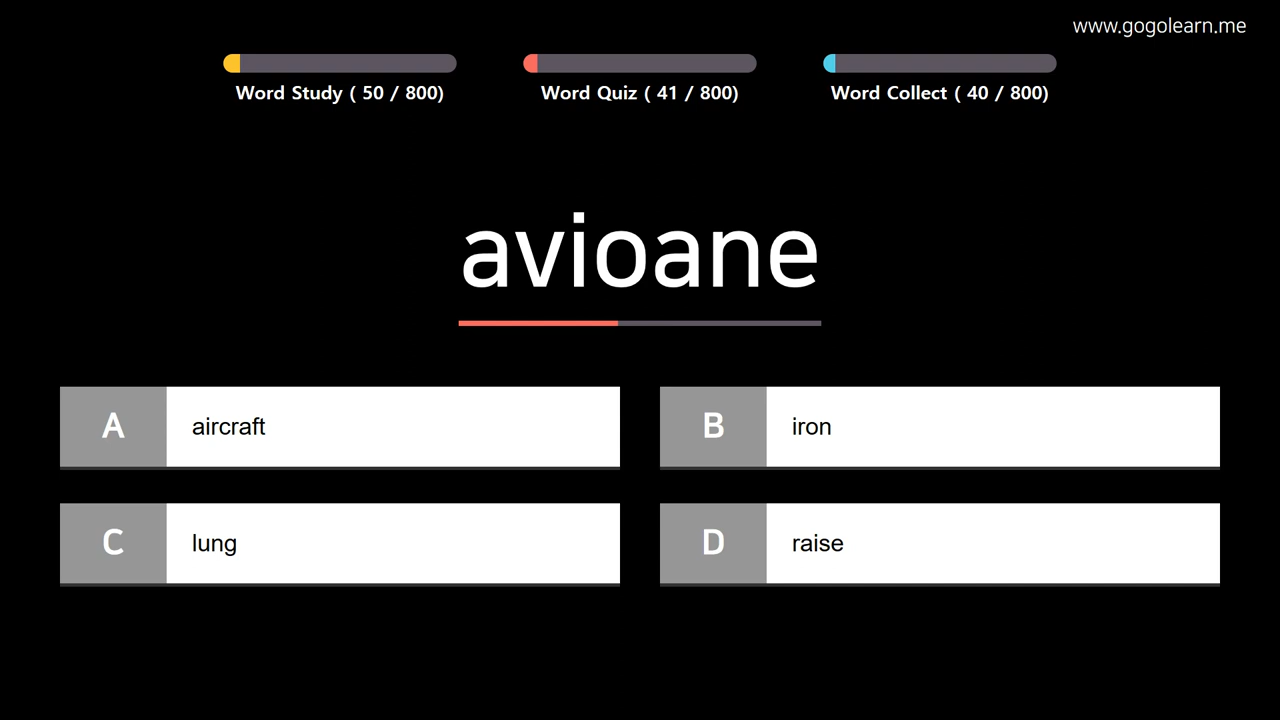 www.gogolearn.me
Word Study ( 50 / 800)
Word Quiz ( 41 / 800)
Word Collect ( 40 / 800)
avioane
A aircraft
B iron
C lung
D raise